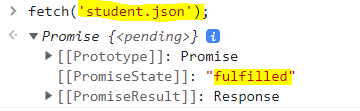 > fetch('student.json');
<· ▼ Promise {<pending>} i
▶ [[Prototype]]: Promise
[[PromiseState]]: "fulfilled"
▶ [[PromiseResult]]: Response